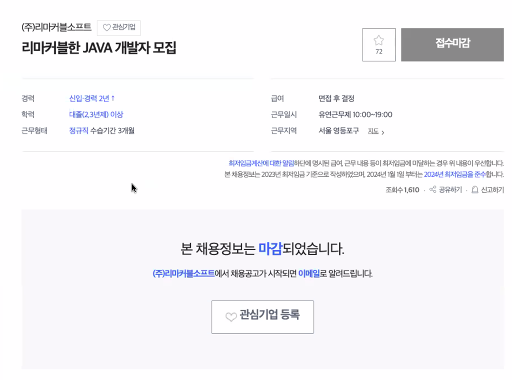 (주)리마커블소프트 ♡ 관심기업
리마커블한 JAVA 개발자 모집
☆ 72
접수마감
경력 신입·경력 2년 ↑
학력 대졸(2,3년제) 이상
근무형태 정규직 수습기간 3개월
급여 면접 후 결정
근무일시 유연근무제 10:00~19:00
근무지역 서울 영등포구 지도 >
최저임금계산에 대한 알림하단에 명시된 급여, 근무 내용 등이 최저임금에 미달하는 경우 위 내용이 우선합니다.
본 채용정보는 2023년 최저임금 기준으로 작성하였으며, 2024년 1월 1일 부터는 2024년 최저임금을 준수합니다.
조회수 1,610 · 공유하기 · 신고하기
본 채용정보는 마감되었습니다.
(주)리마커블소프트에서 채용공고가 시작되면 이메일로 알려드립니다.
♡ 관심기업 등록